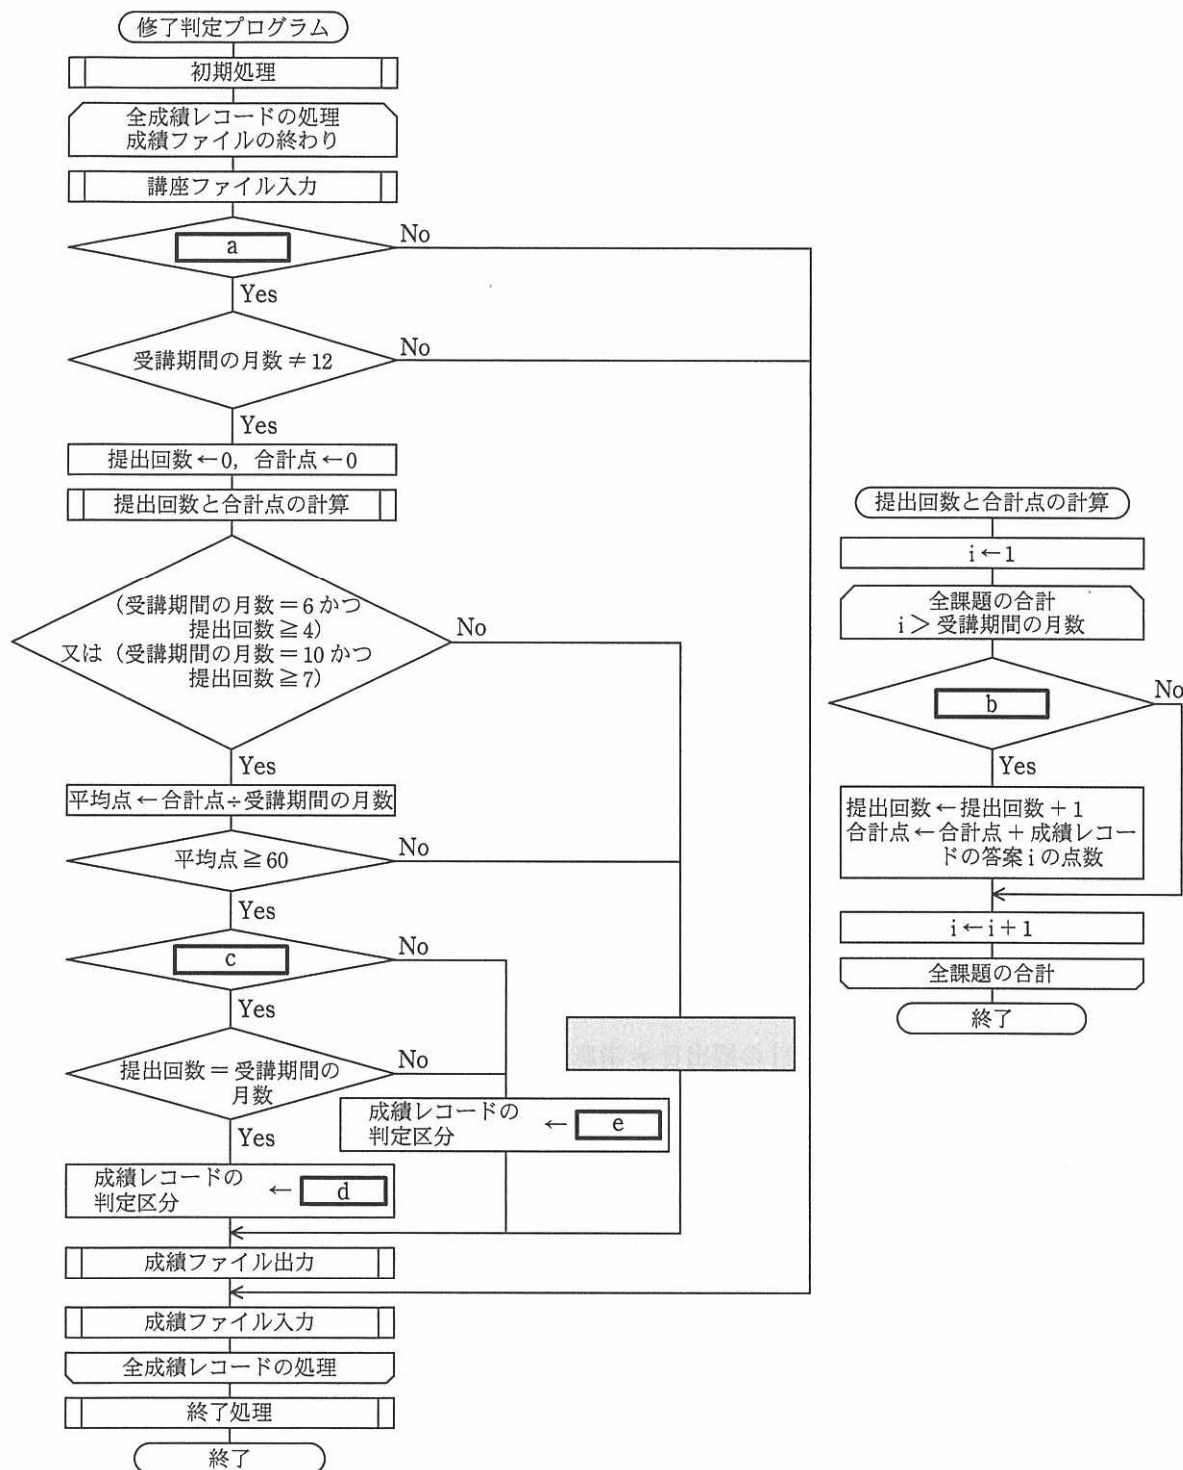 修了判定プログラム
初期処理
全成績レコードの処理
成績ファイルの終わり
講座ファイル入力
a
No
Yes
受講期間の月数≠12
No
Yes
提出回数←0, 合計点←0
提出回数と合計点の計算
(受講期間の月数=6かつ
提出回数≧4)
又は(受講期間の月数=10かつ
提出回数≧7)
No
Yes
平均点←合計点÷受講期間の月数
平均点≧60
No
Yes
c
No
Yes
提出回数=受講期間の
月数
No
Yes
成績レコードの
判定区分
← e
成績レコードの
判定区分
← d
成績ファイル出力
成績ファイル入力
全成績レコードの処理
終了処理
終了
提出回数と合計点の計算
i←1
全課題の合計
i>受講期間の月数
b
No
Yes
提出回数←提出回数+1
合計点←合計点+成績レコー
ドの答案iの点数
i←i+1
全課題の合計
終了